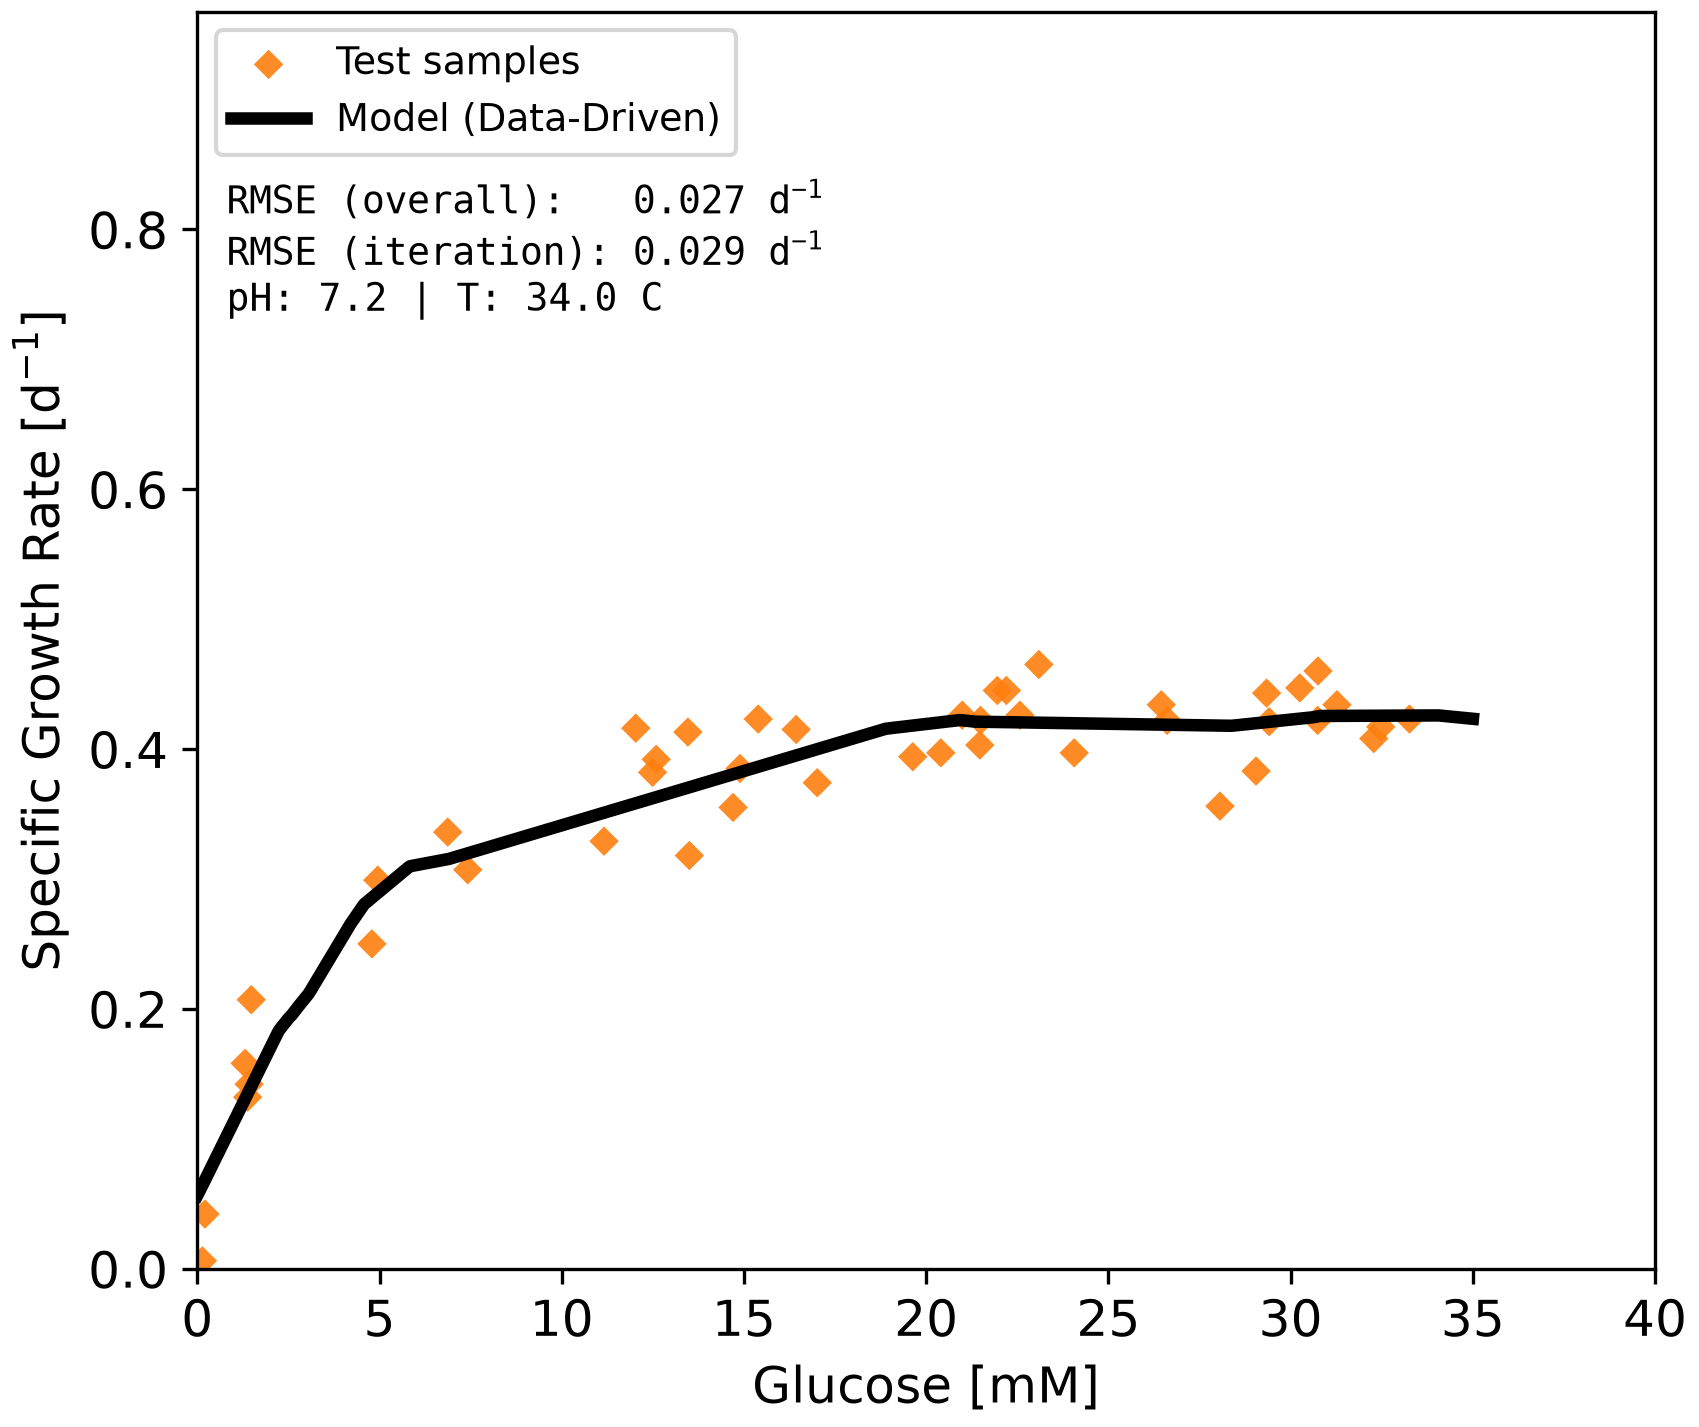 Test samples
Model (Data-Driven)
RMSE (overall):   0.027 d⁻¹
RMSE (iteration): 0.029 d⁻¹
pH: 7.2 | T: 34.0 C
Specific Growth Rate [d⁻¹]
0.8
0.6
0.4
0.2
0.0
0 5 10 15 20 25 30 35 40
Glucose [mM]